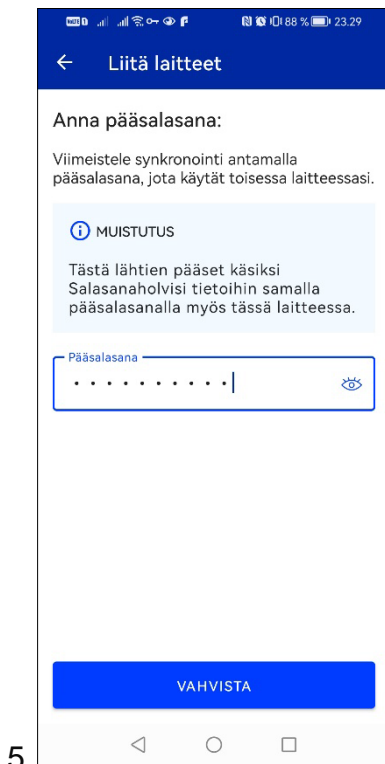 88 % 23.29
Liitä laitteet
Anna pääsalasana:
Viimeistele synkronointi antamalla
pääsalasana, jota käytät toisessa laitteessasi.
MUISTUTUS
Tästä lähtien pääset käsiksi
Salasanaholvisi tietoihin samalla
pääsalasanalla myös tässä laitteessa.
Pääsalasana
VAHVISTA
5